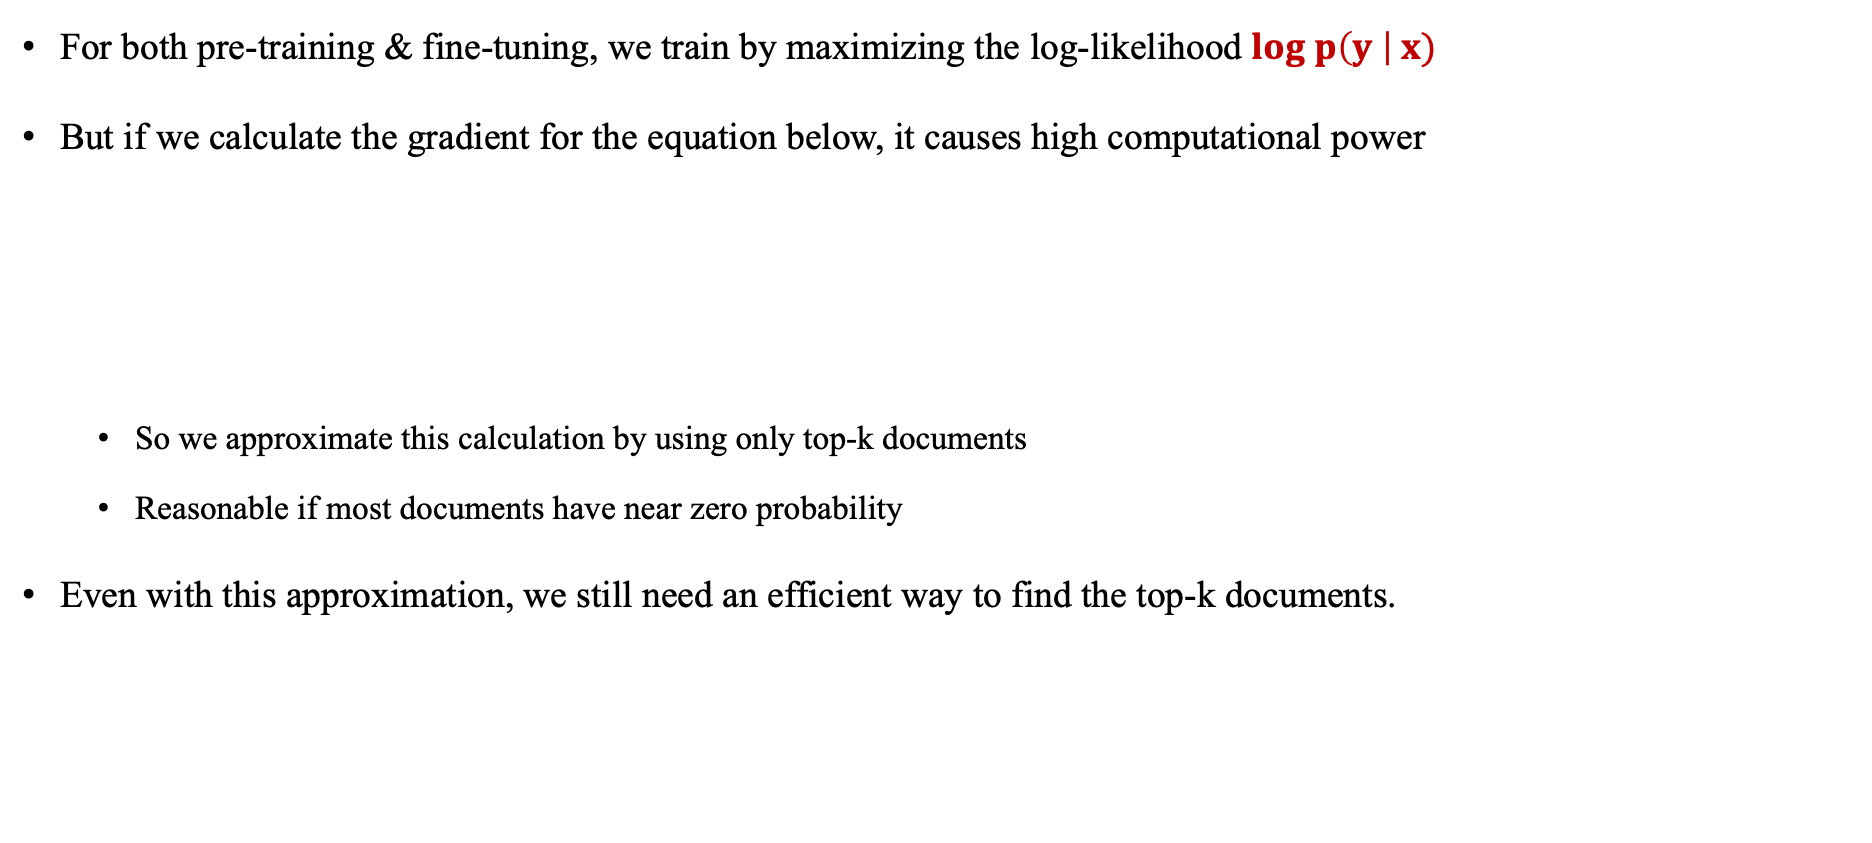 • For both pre-training & fine-tuning, we train by maximizing the log-likelihood log p(y | x)
• But if we calculate the gradient for the equation below, it causes high computational power
• So we approximate this calculation by using only top-k documents
• Reasonable if most documents have near zero probability
• Even with this approximation, we still need an efficient way to find the top-k documents.